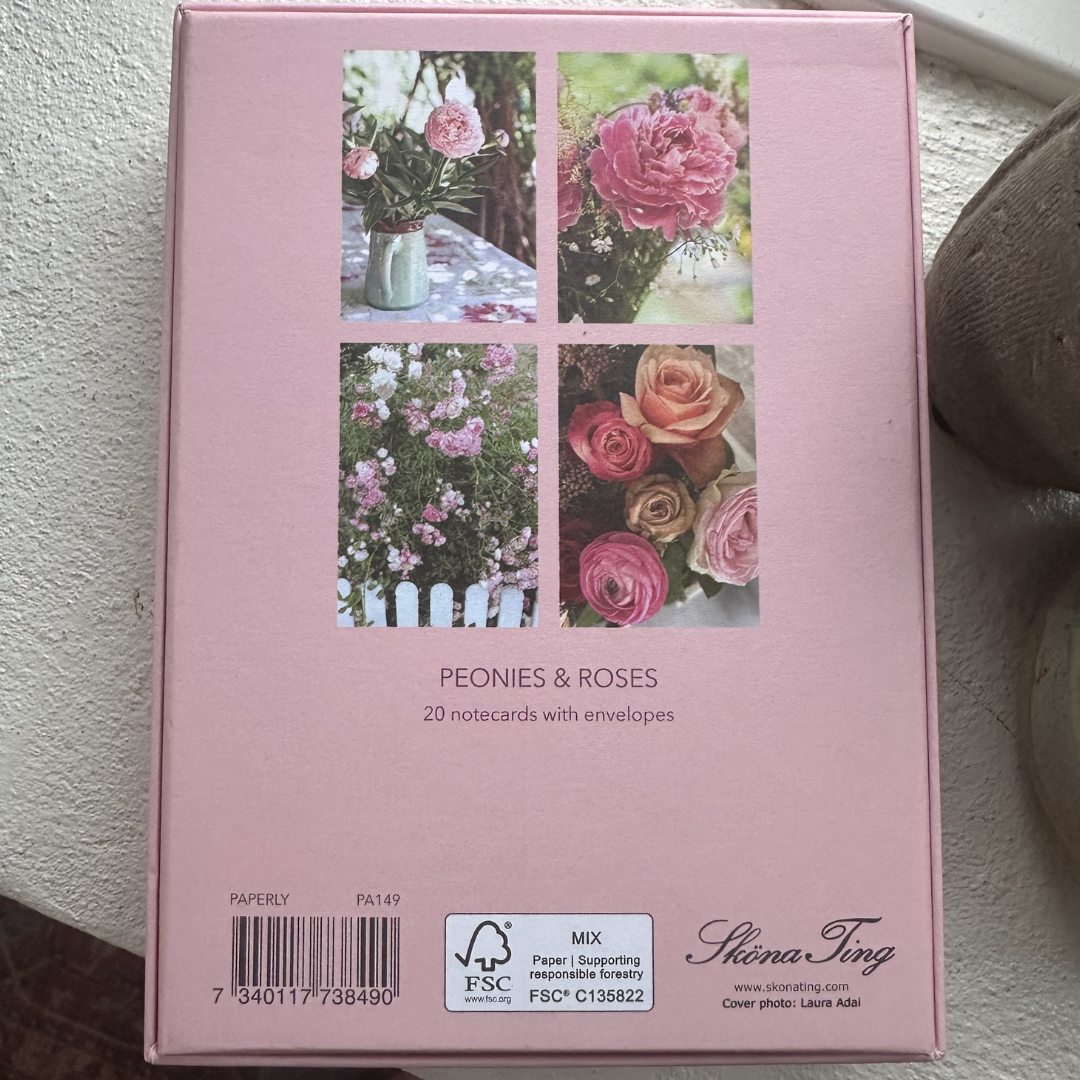 PEONIES & ROSES
20 notecards with envelopes
PAPERLY PA149
7 340117 738490
FSC®
www.fsc.org
MIX
Paper | Supporting
responsible forestry
FSC® C135822
Sköna Ting
www.skonating.com
Cover photo: Laura Adai